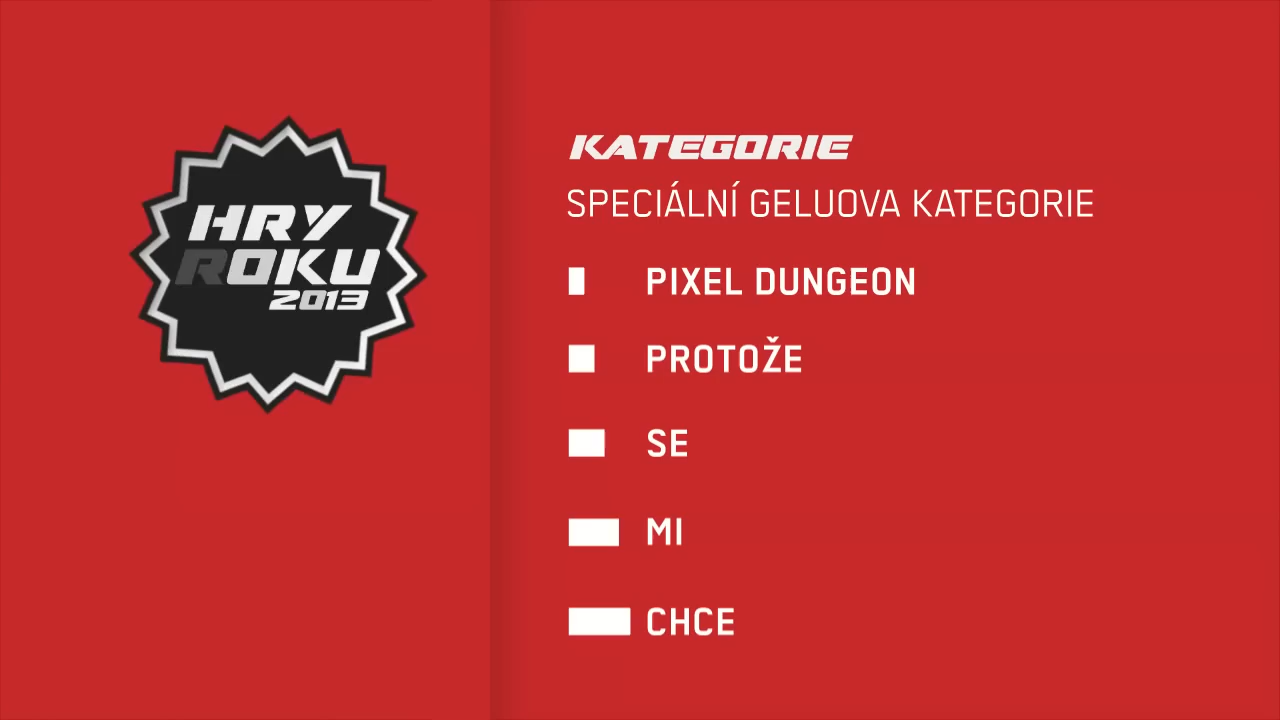 HRY
ROKU
2013
KATEGORIE
SPECIÁLNÍ GELUOVA KATEGORIE
PIXEL DUNGEON
PROTOŽE
SE
MI
CHCE